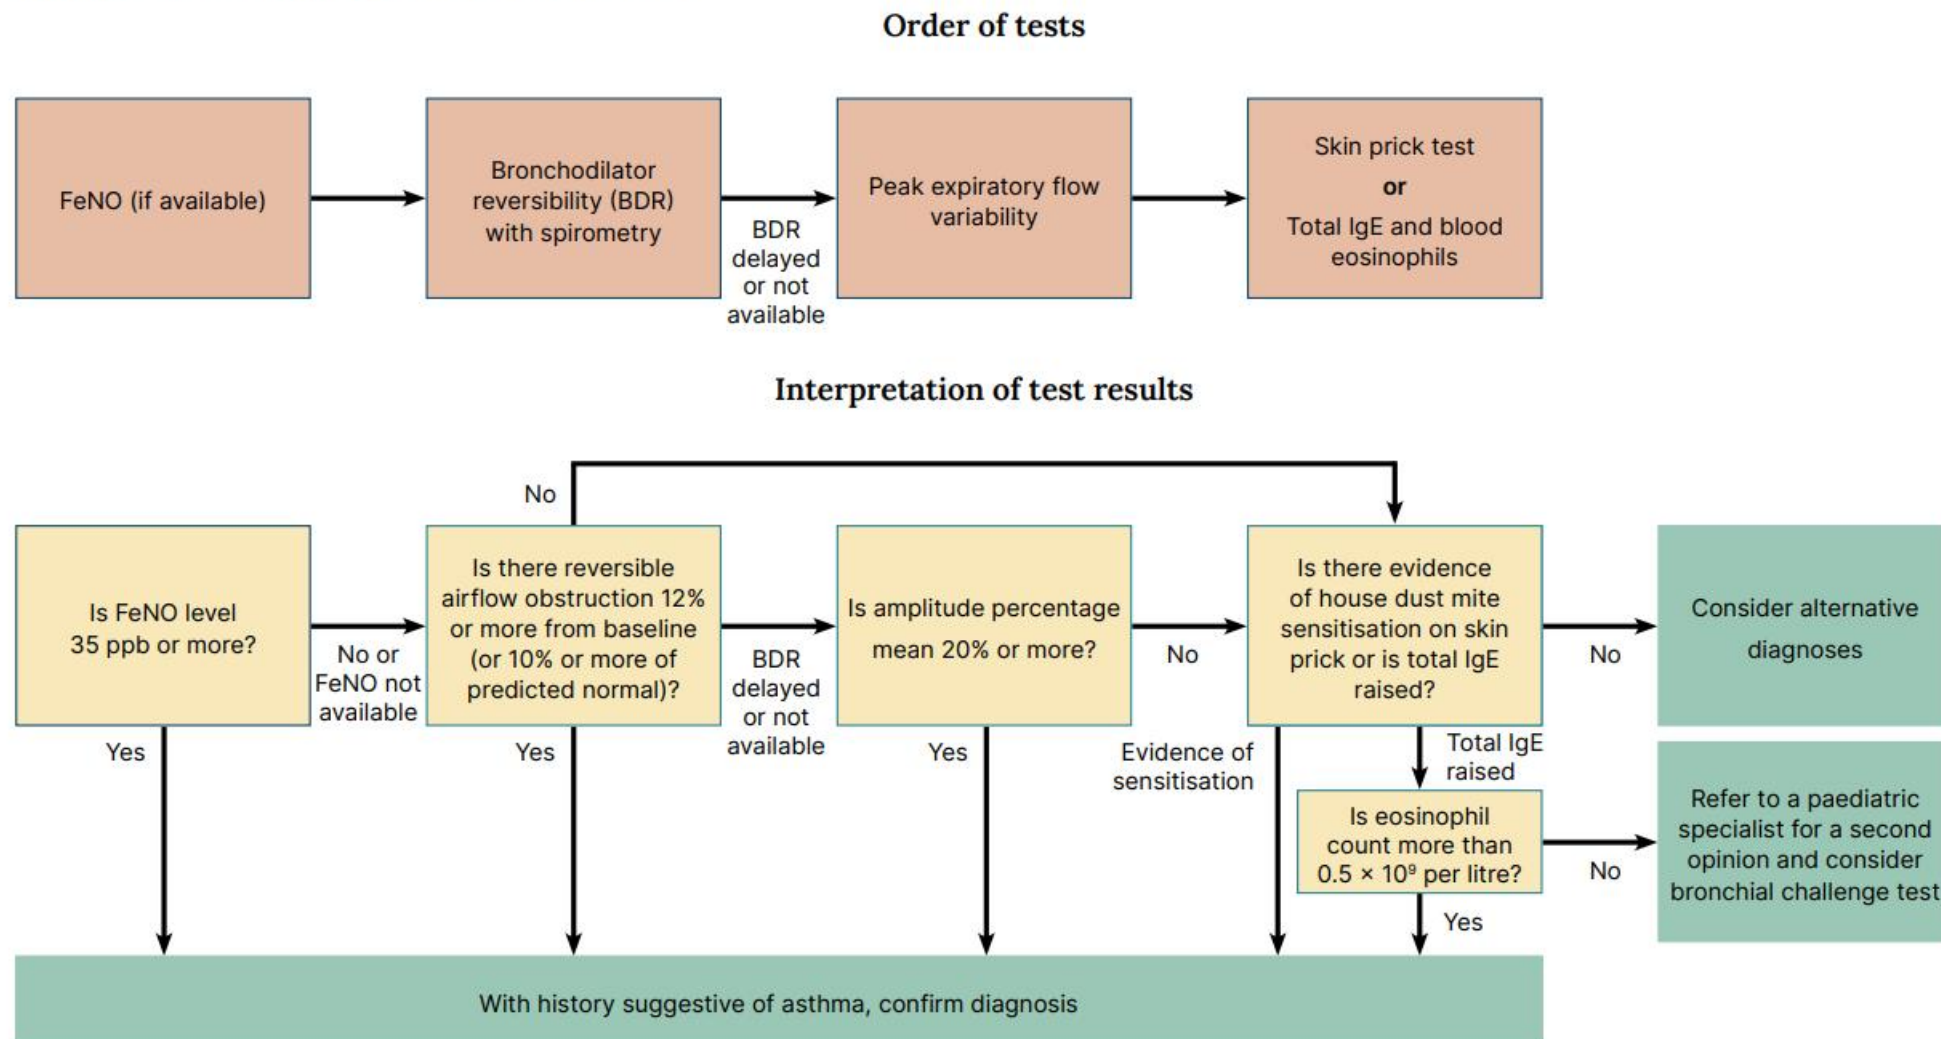 Order of tests
FeNO (if available)
Bronchodilator
reversibility (BDR)
with spirometry
BDR
delayed
or not
available
Peak expiratory flow
variability
Skin prick test
or
Total IgE and blood
eosinophils
Interpretation of test results
Is FeNO level
35 ppb or more?
No or
FeNO not
available
Yes
No
Is there reversible
airflow obstruction 12%
or more from baseline
(or 10% or more of
predicted normal)?
BDR
delayed
or not
available
Yes
Is amplitude percentage
mean 20% or more?
No
Yes
Is there evidence
of house dust mite
sensitisation on skin
prick or is total IgE
raised?
No
Consider alternative
diagnoses
Evidence of
sensitisation
Total IgE
raised
Is eosinophil
count more than
0.5 × 10⁹ per litre?
No
Refer to a paediatric
specialist for a second
opinion and consider
bronchial challenge test
Yes
With history suggestive of asthma, confirm diagnosis